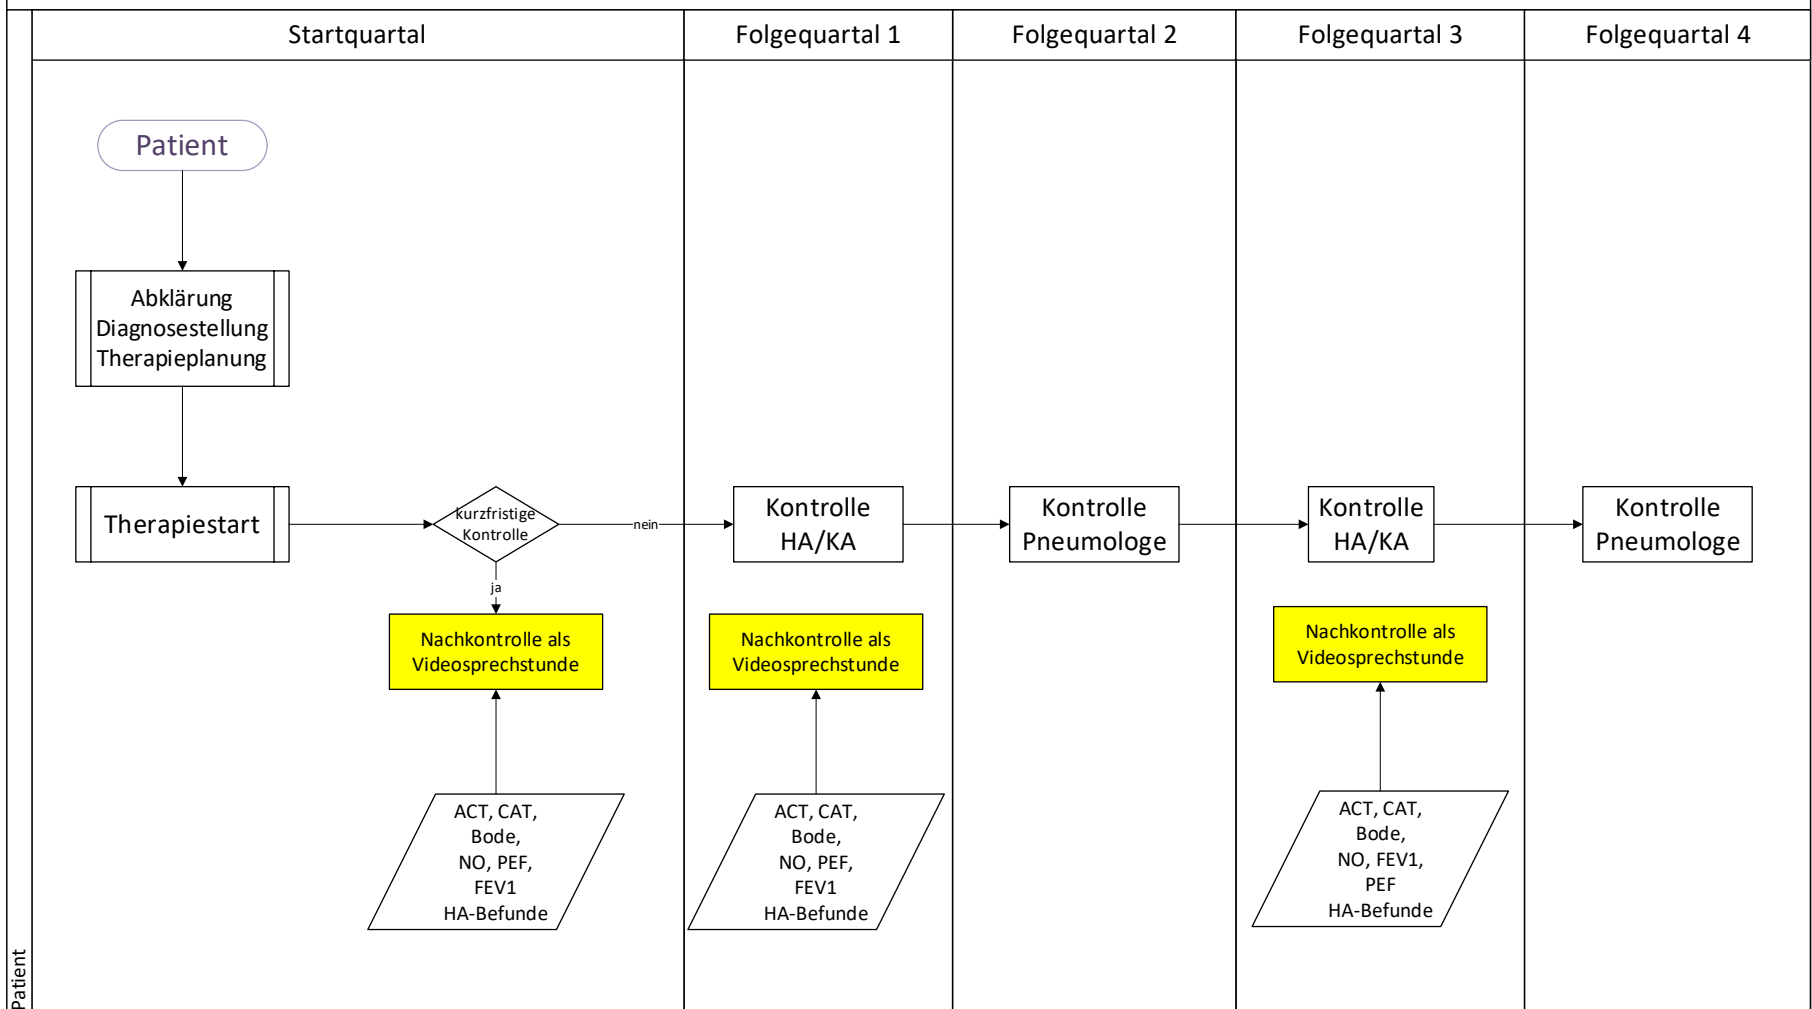 Startquartal
Folgequartal 1
Folgequartal 2
Folgequartal 3
Folgequartal 4
Patient
Abklärung
Diagnosestellung
Therapieplanung
Therapiestart
kurzfristige
Kontrolle
nein
ja
Nachkontrolle als
Videosprechstunde
ACT, CAT,
Bode,
NO, PEF,
FEV1
HA-Befunde
Kontrolle
HA/KA
Nachkontrolle als
Videosprechstunde
ACT, CAT,
Bode,
NO, PEF,
FEV1
HA-Befunde
Kontrolle
Pneumologe
Kontrolle
HA/KA
Nachkontrolle als
Videosprechstunde
ACT, CAT,
Bode,
NO, FEV1,
PEF
HA-Befunde
Kontrolle
Pneumologe
Patient